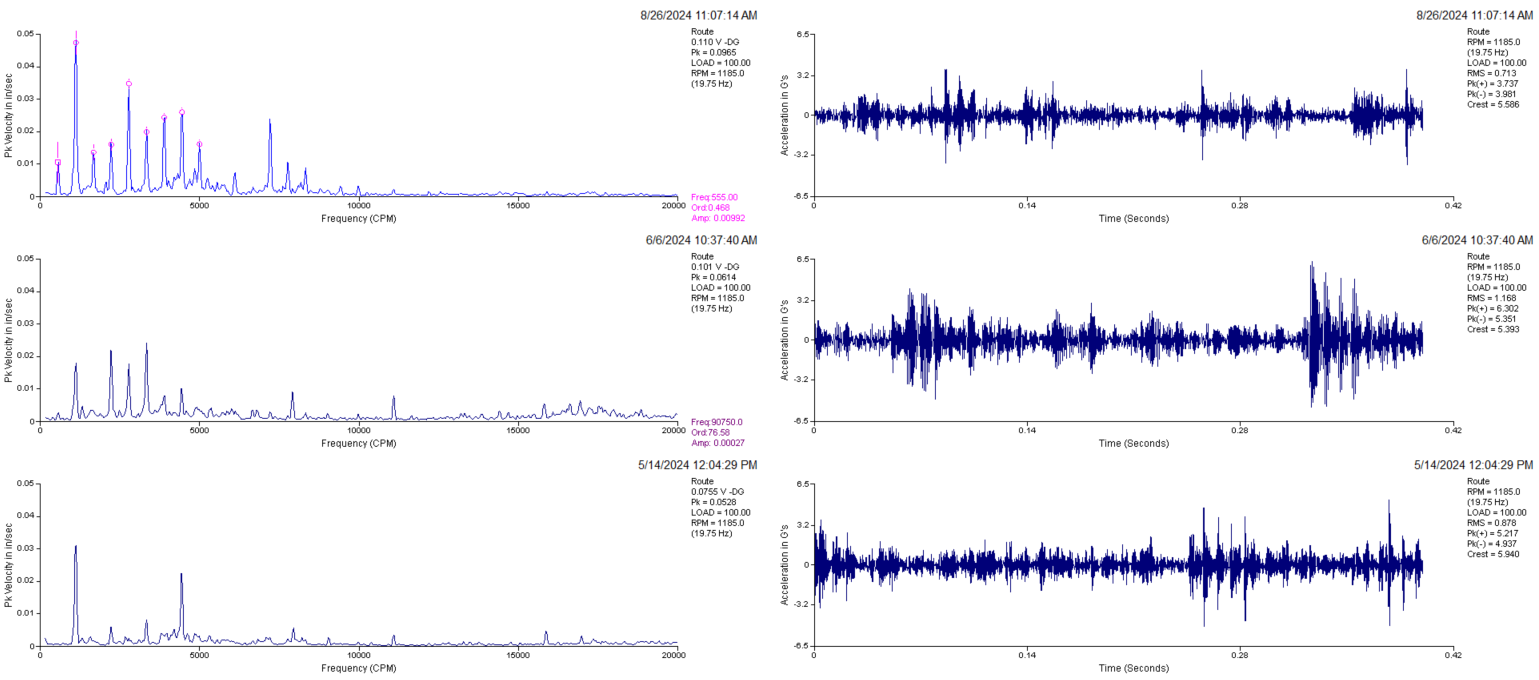 8/26/2024 11:07:14 AM
Route
0.110 V -DG
Pk = 0.0965
LOAD = 100.00
RPM = 1185.0
(19.75 Hz)
0.05
0.04
0.03
0.02
0.01
0
Pk Velocity in in/sec
0
5000
10000
15000
20000
Frequency (CPM)
Freq:555.00
Ord:0.468
Amp: 0.00992
8/26/2024 11:07:14 AM
Route
RPM = 1185.0
(19.75 Hz)
LOAD = 100.00
RMS = 0.713
Pk(+) = 3.737
Pk(-) = 3.981
Crest = 5.586
6.5
3.2
0
-3.2
-6.5
Acceleration in G's
0
0.14
0.28
0.42
Time (Seconds)
6/6/2024 10:37:40 AM
Route
0.101 V -DG
Pk = 0.0614
LOAD = 100.00
RPM = 1185.0
(19.75 Hz)
0.05
0.04
0.03
0.02
0.01
0
Pk Velocity in in/sec
0
5000
10000
15000
20000
Frequency (CPM)
Freq:90750.0
Ord:76.58
Amp: 0.00027
6/6/2024 10:37:40 AM
Route
RPM = 1185.0
(19.75 Hz)
LOAD = 100.00
RMS = 1.168
Pk(+) = 6.302
Pk(-) = 5.351
Crest = 5.393
6.5
3.2
0
-3.2
-6.5
Acceleration in G's
0
0.14
0.28
0.42
Time (Seconds)
5/14/2024 12:04:29 PM
Route
0.0755 V -DG
Pk = 0.0528
LOAD = 100.00
RPM = 1185.0
(19.75 Hz)
0.05
0.04
0.03
0.02
0.01
0
Pk Velocity in in/sec
0
5000
10000
15000
20000
Frequency (CPM)
5/14/2024 12:04:29 PM
Route
RPM = 1185.0
(19.75 Hz)
LOAD = 100.00
RMS = 0.878
Pk(+) = 5.217
Pk(-) = 4.937
Crest = 5.940
6.5
3.2
0
-3.2
-6.5
Acceleration in G's
0
0.14
0.28
0.42
Time (Seconds)